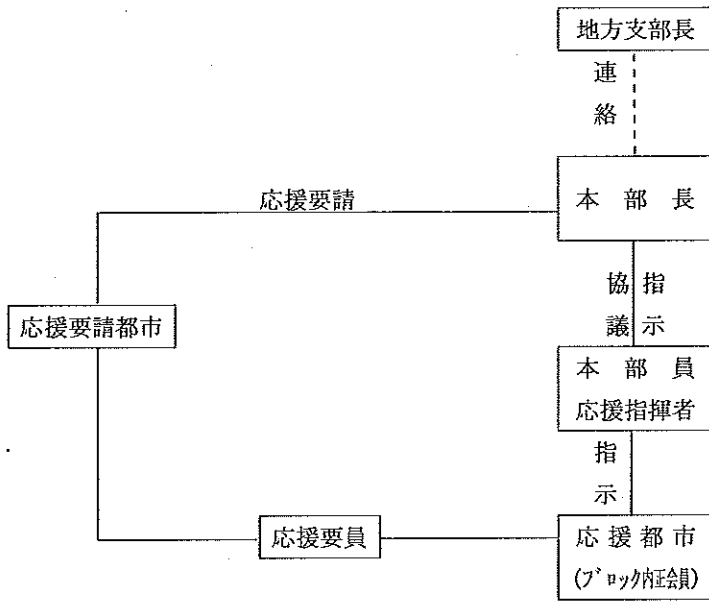 地方支部長
連絡
本部長
応援要請
協議
指示
応援要請都市
本部員
応援指揮者
指示
応援要員
応援都市
(ブロック内正会員)